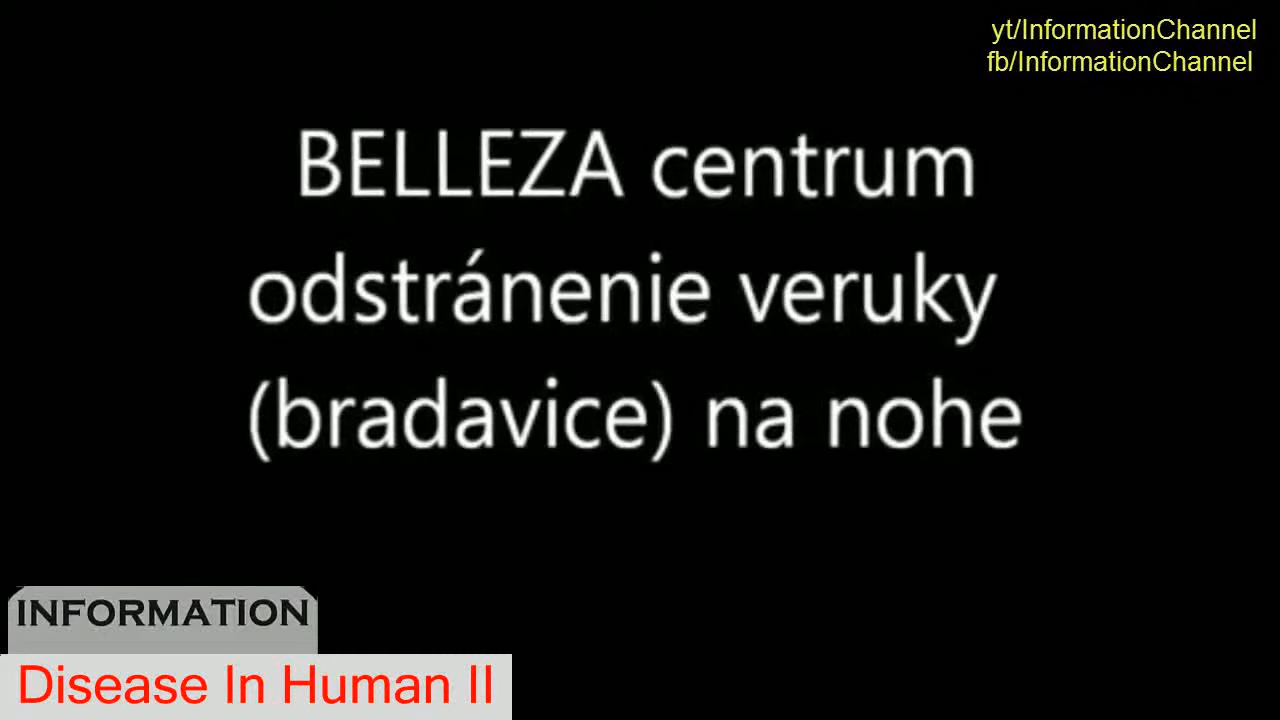 yt/InformationChannel
fb/InformationChannel
BELLEZA centrum
odstránenie veruky
(bradavice) na nohe
INFORMATION
Disease In Human II